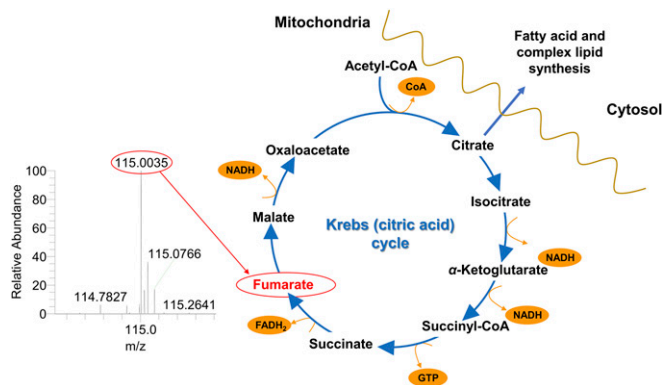 Mitochondria
Fatty acid and
complex lipid
synthesis
Cytosol
Acetyl-CoA
CoA
Citrate
Oxaloacetate
NADH
Isocitrate
Malate
Krebs (citric acid)
cycle
NADH
α-Ketoglutarate
Fumarate
NADH
FADH2
Succinyl-CoA
Succinate
GTP
115.0035
100
80
60
40
20
0
Relative Abundance
115.0766
114.7827
115.2641
115.0
m/z